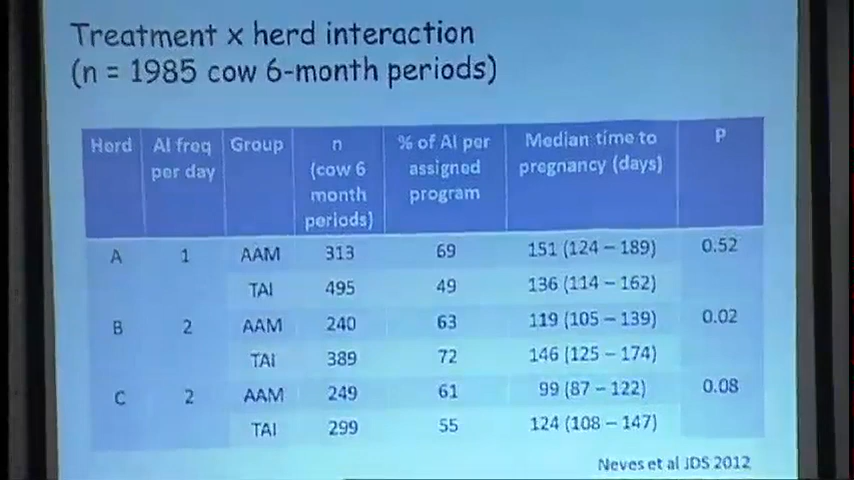 Treatment x herd interaction
(n = 1985 cow 6-month periods)
Herd AI freq per day Group n (cow 6 month periods) % of AI per assigned program Median time to pregnancy (days) P
A 1 AAM 313 69 151 (124 – 189) 0.52
TAI 495 49 136 (114 – 162)
B 2 AAM 240 63 119 (105 – 139) 0.02
TAI 389 72 146 (125 – 174)
C 2 AAM 249 61 99 (87 – 122) 0.08
TAI 299 55 124 (108 – 147)
Neves et al JDS 2012